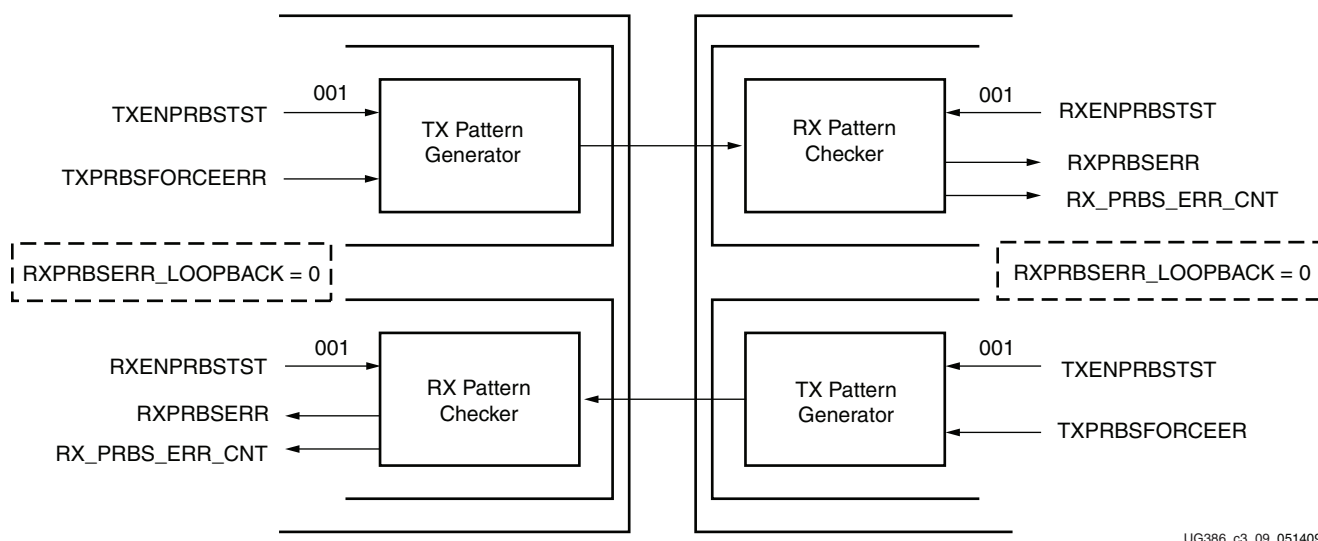 001
001
TXENPRBSTST
TX Pattern
Generator
RX Pattern
Checker
RXENPRBSTST
RXPRBSERR
TXPRBSFORCEERR
RX_PRBS_ERR_CNT
RXPRBSERR_LOOPBACK = 0
RXPRBSERR_LOOPBACK = 0
001
001
RXENPRBSTST
RX Pattern
Checker
TX Pattern
Generator
TXENPRBSTST
RXPRBSERR
TXPRBSFORCEER
RX_PRBS_ERR_CNT
UG386_c3_09_051409